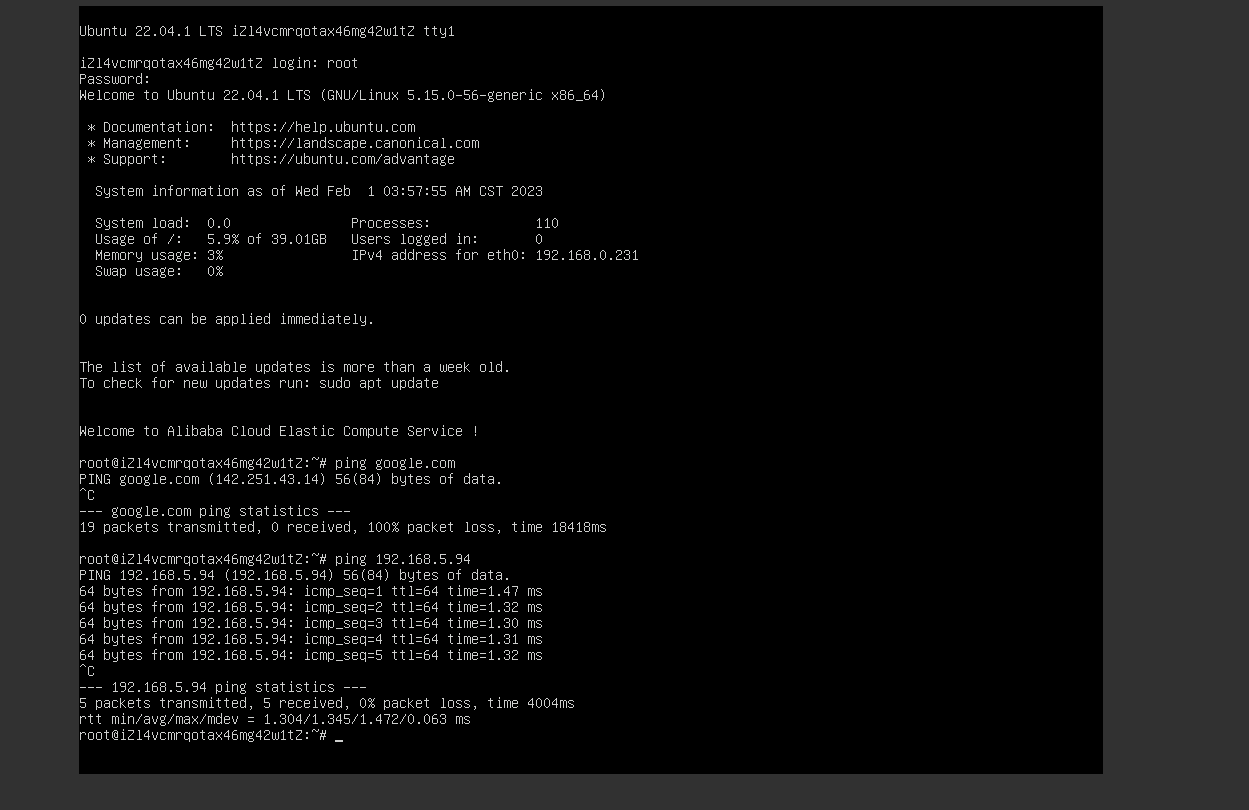 Ubuntu 22.04.1 LTS iZl4vcmrqotax46mg42w1tZ tty1
iZl4vcmrqotax46mg42w1tZ login: root
Password:
Welcome to Ubuntu 22.04.1 LTS (GNU/Linux 5.15.0-56-generic x86_64)
* Documentation:  https://help.ubuntu.com
* Management:     https://landscape.canonical.com
* Support:        https://ubuntu.com/advantage
System information as of Wed Feb  1 03:57:55 AM CST 2023
System load:  0.0               Processes:             110
Usage of /:   5.9% of 39.01GB   Users logged in:       0
Memory usage: 3%                IPv4 address for eth0: 192.168.0.231
Swap usage:   0%
0 updates can be applied immediately.
The list of available updates is more than a week old.
To check for new updates run: sudo apt update
Welcome to Alibaba Cloud Elastic Compute Service !
root@iZl4vcmrqotax46mg42w1tZ:~# ping google.com
PING google.com (142.251.43.14) 56(84) bytes of data.
^C
--- google.com ping statistics ---
19 packets transmitted, 0 received, 100% packet loss, time 18418ms
root@iZl4vcmrqotax46mg42w1tZ:~# ping 192.168.5.94
PING 192.168.5.94 (192.168.5.94) 56(84) bytes of data.
64 bytes from 192.168.5.94: icmp_seq=1 ttl=64 time=1.47 ms
64 bytes from 192.168.5.94: icmp_seq=2 ttl=64 time=1.32 ms
64 bytes from 192.168.5.94: icmp_seq=3 ttl=64 time=1.30 ms
64 bytes from 192.168.5.94: icmp_seq=4 ttl=64 time=1.31 ms
64 bytes from 192.168.5.94: icmp_seq=5 ttl=64 time=1.32 ms
^C
--- 192.168.5.94 ping statistics ---
5 packets transmitted, 5 received, 0% packet loss, time 4004ms
rtt min/avg/max/mdev = 1.304/1.345/1.472/0.063 ms
root@iZl4vcmrqotax46mg42w1tZ:~# _